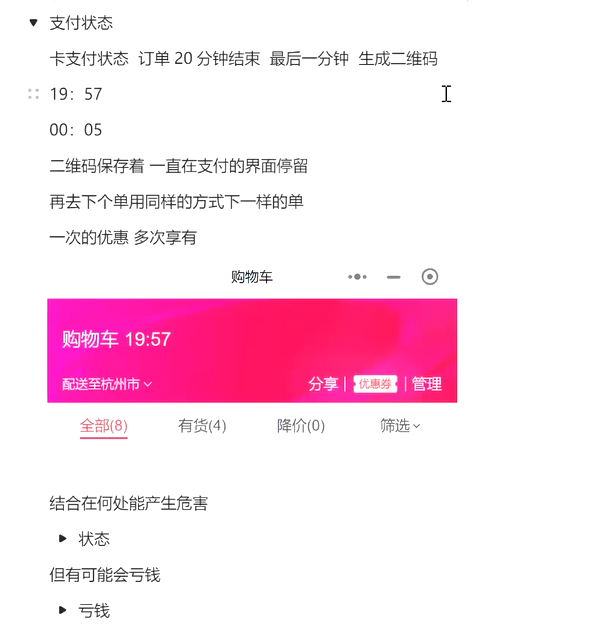 支付状态
卡支付状态 订单 20 分钟结束 最后一分钟 生成二维码
19：57
00：05
二维码保存着 一直在支付的界面停留
再去下个单用同样的方式下一样的单
一次的优惠 多次享有
购物车
购物车 19:57
配送至杭州市
分享 优惠券 管理
全部(8) 有货(4) 降价(0) 筛选
结合在何处能产生危害
状态
但有可能会亏钱
亏钱